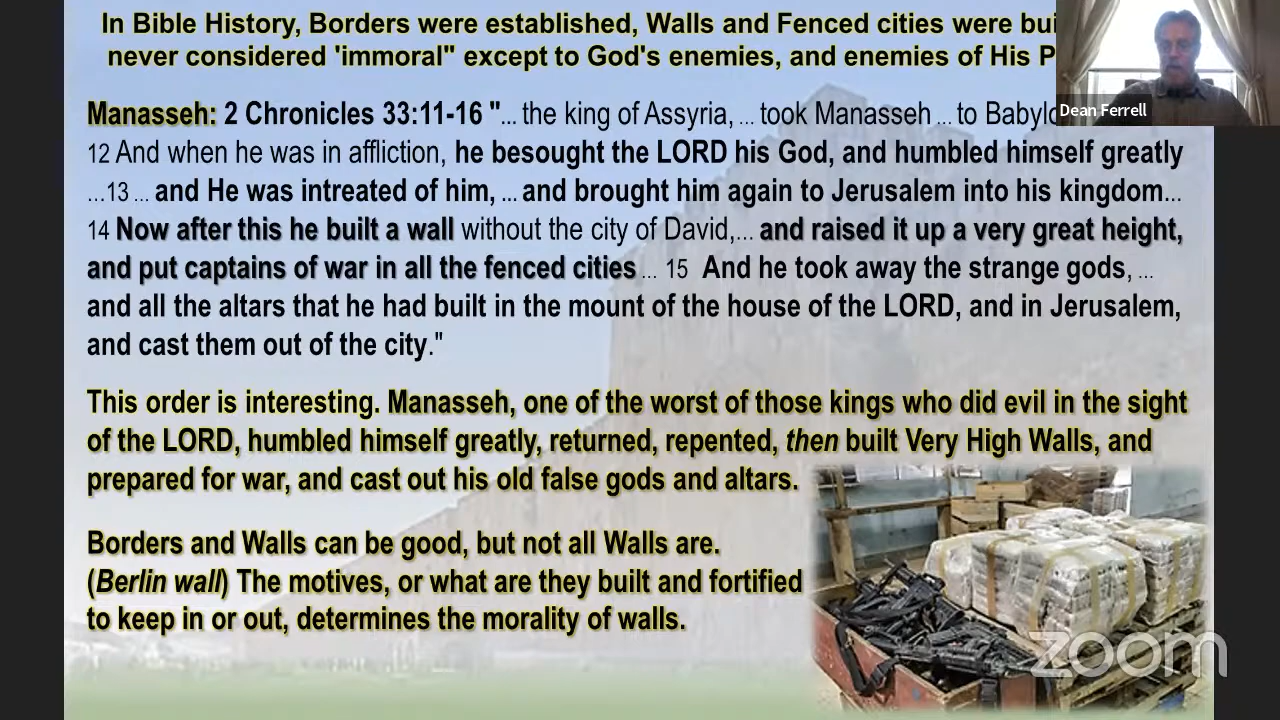 In Bible History, Borders were established, Walls and Fenced cities were
never considered 'immoral" except to God's enemies, and enemies of His
Dean Ferrell
Manasseh: 2 Chronicles 33:11-16 "... the king of Assyria, ... took Manasseh ... to
12 And when he was in affliction, he besought the LORD his God, and humbled himself greatly
...13 ... and He was intreated of him, ... and brought him again to Jerusalem into his kingdom...
14 Now after this he built a wall without the city of David,... and raised it up a very great height,
and put captains of war in all the fenced cities ... 15 And he took away the strange gods, ...
and all the altars that he had built in the mount of the house of the LORD, and in Jerusalem,
and cast them out of the city."
This order is interesting. Manasseh, one of the worst of those kings who did evil in the sight
of the LORD, humbled himself greatly, returned, repented, then built Very High Walls, and
prepared for war, and cast out his old false gods and altars.
Borders and Walls can be good, but not all Walls are.
(Berlin wall) The motives, or what are they built and fortified
to keep in or out, determines the morality of walls.
zoom